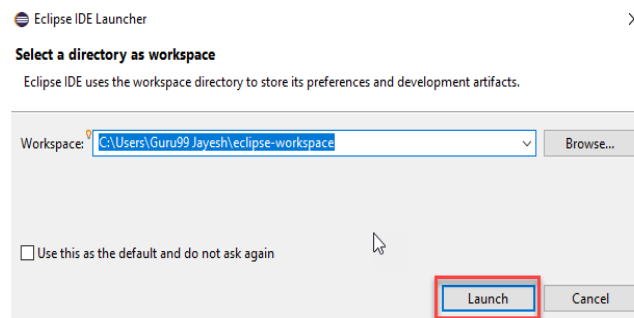 Eclipse IDE Launcher
Select a directory as workspace
Eclipse IDE uses the workspace directory to store its preferences and development artifacts.
Workspace: C:\Users\Guru99 Jayesh\eclipse-workspace Browse...
Use this as the default and do not ask again
Launch Cancel